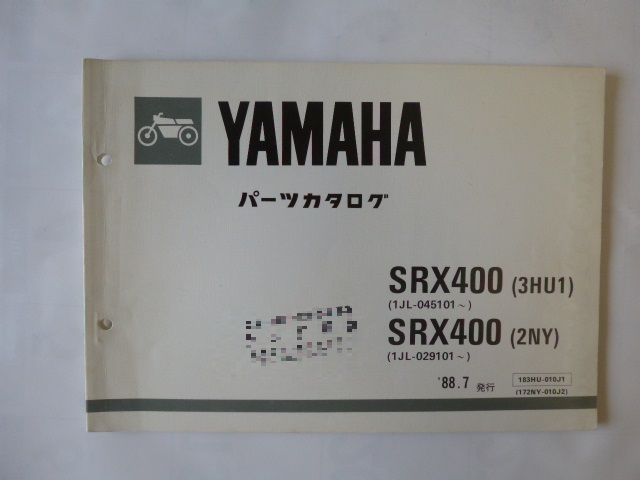 YAMAHA
パーツカタログ
SRX400 (3HU1)
(1JL-045101~)
SRX400 (2NY)
(1JL-029101~)
'88.7 発行
183HU-010J1
(172NY-010J2)